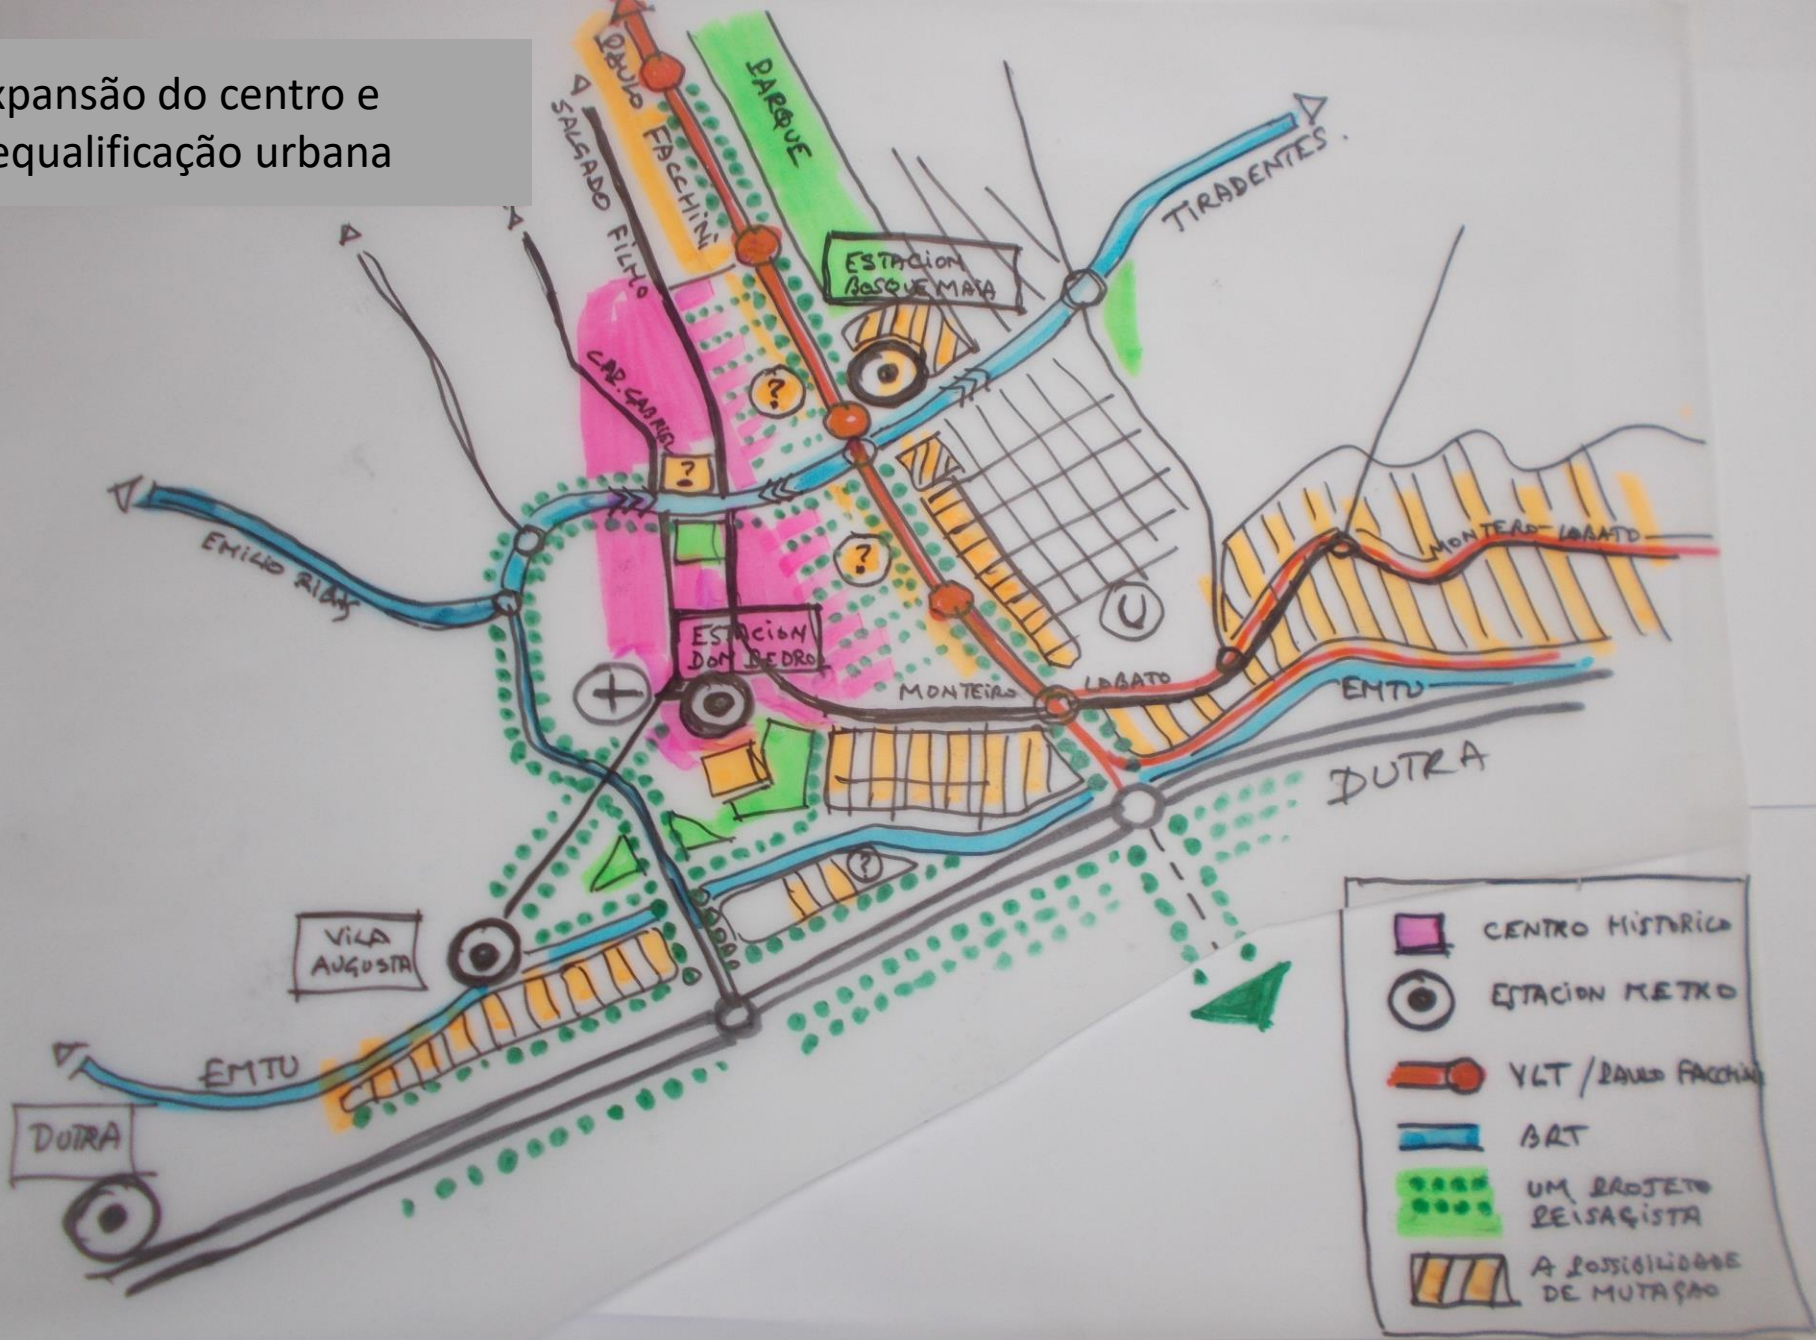 xpansão do centro e
equalificação urbana
PAULO FACCHINI
SALGADO FILHO
PARQUE
TIRADENTES.
ESTACION
BOSQUE MAIA
CAP. GABRIEL
?
?
?
EMILIO RIBAS
MONTERO-LOBATO
U
ESTACION
DON PEDRO
+
MONTEIRO
LOBATO
EMTU
DUTRA
?
VILA
AUGUSTA
EMTU
DUTRA
CENTRO HISTORICO
ESTACION METRO
VLT / PAULO FACCHINI
BRT
UM PROJETO
PEISAGISTA
A POSSIBILIDADE
DE MUTAÇAO